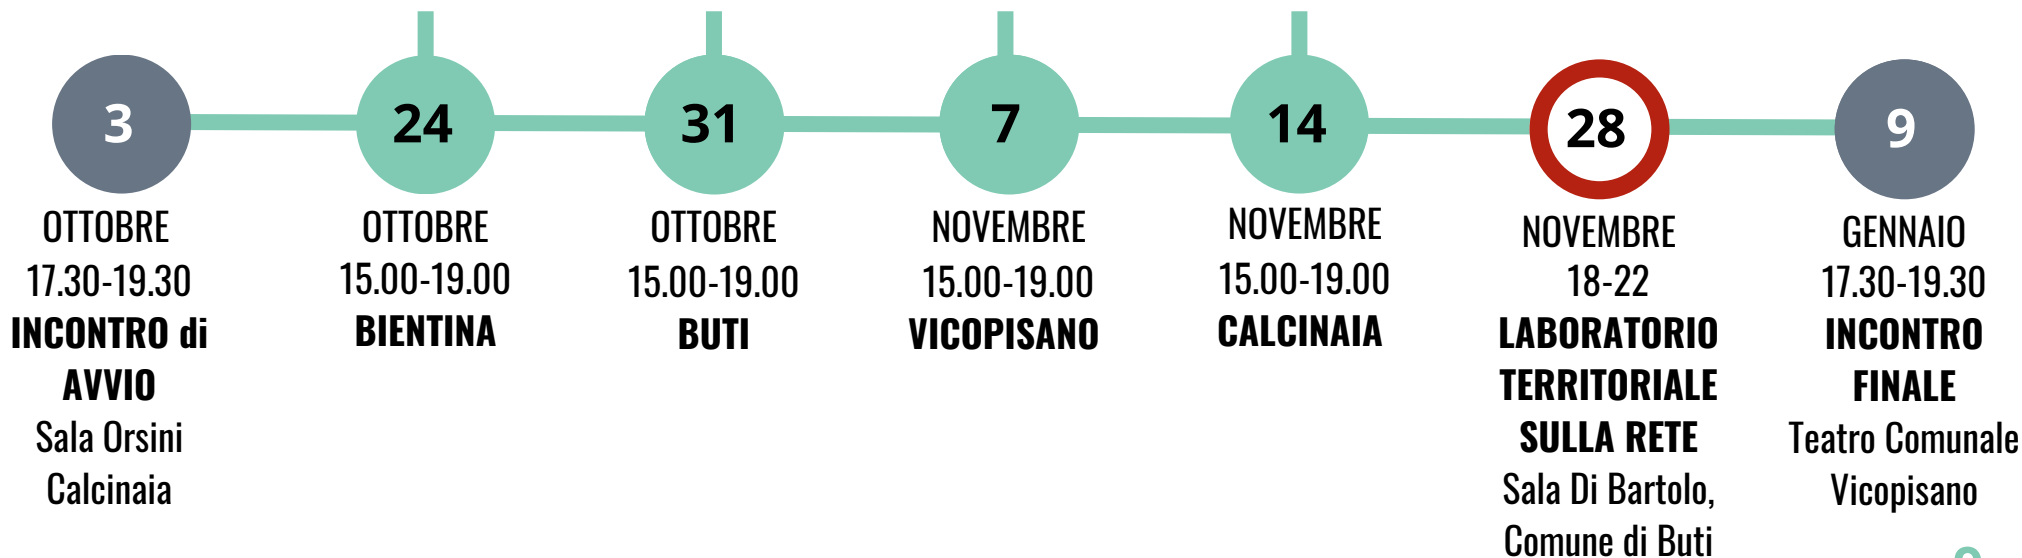 3
OTTOBRE
17.30-19.30
INCONTRO di
AVVIO
Sala Orsini
Calcinaia
24
OTTOBRE
15.00-19.00
BIENTINA
31
OTTOBRE
15.00-19.00
BUTI
7
NOVEMBRE
15.00-19.00
VICOPISANO
14
NOVEMBRE
15.00-19.00
CALCINAIA
28
NOVEMBRE
18-22
LABORATORIO
TERRITORIALE
SULLA RETE
Sala Di Bartolo,
Comune di Buti
9
GENNAIO
17.30-19.30
INCONTRO
FINALE
Teatro Comunale
Vicopisano